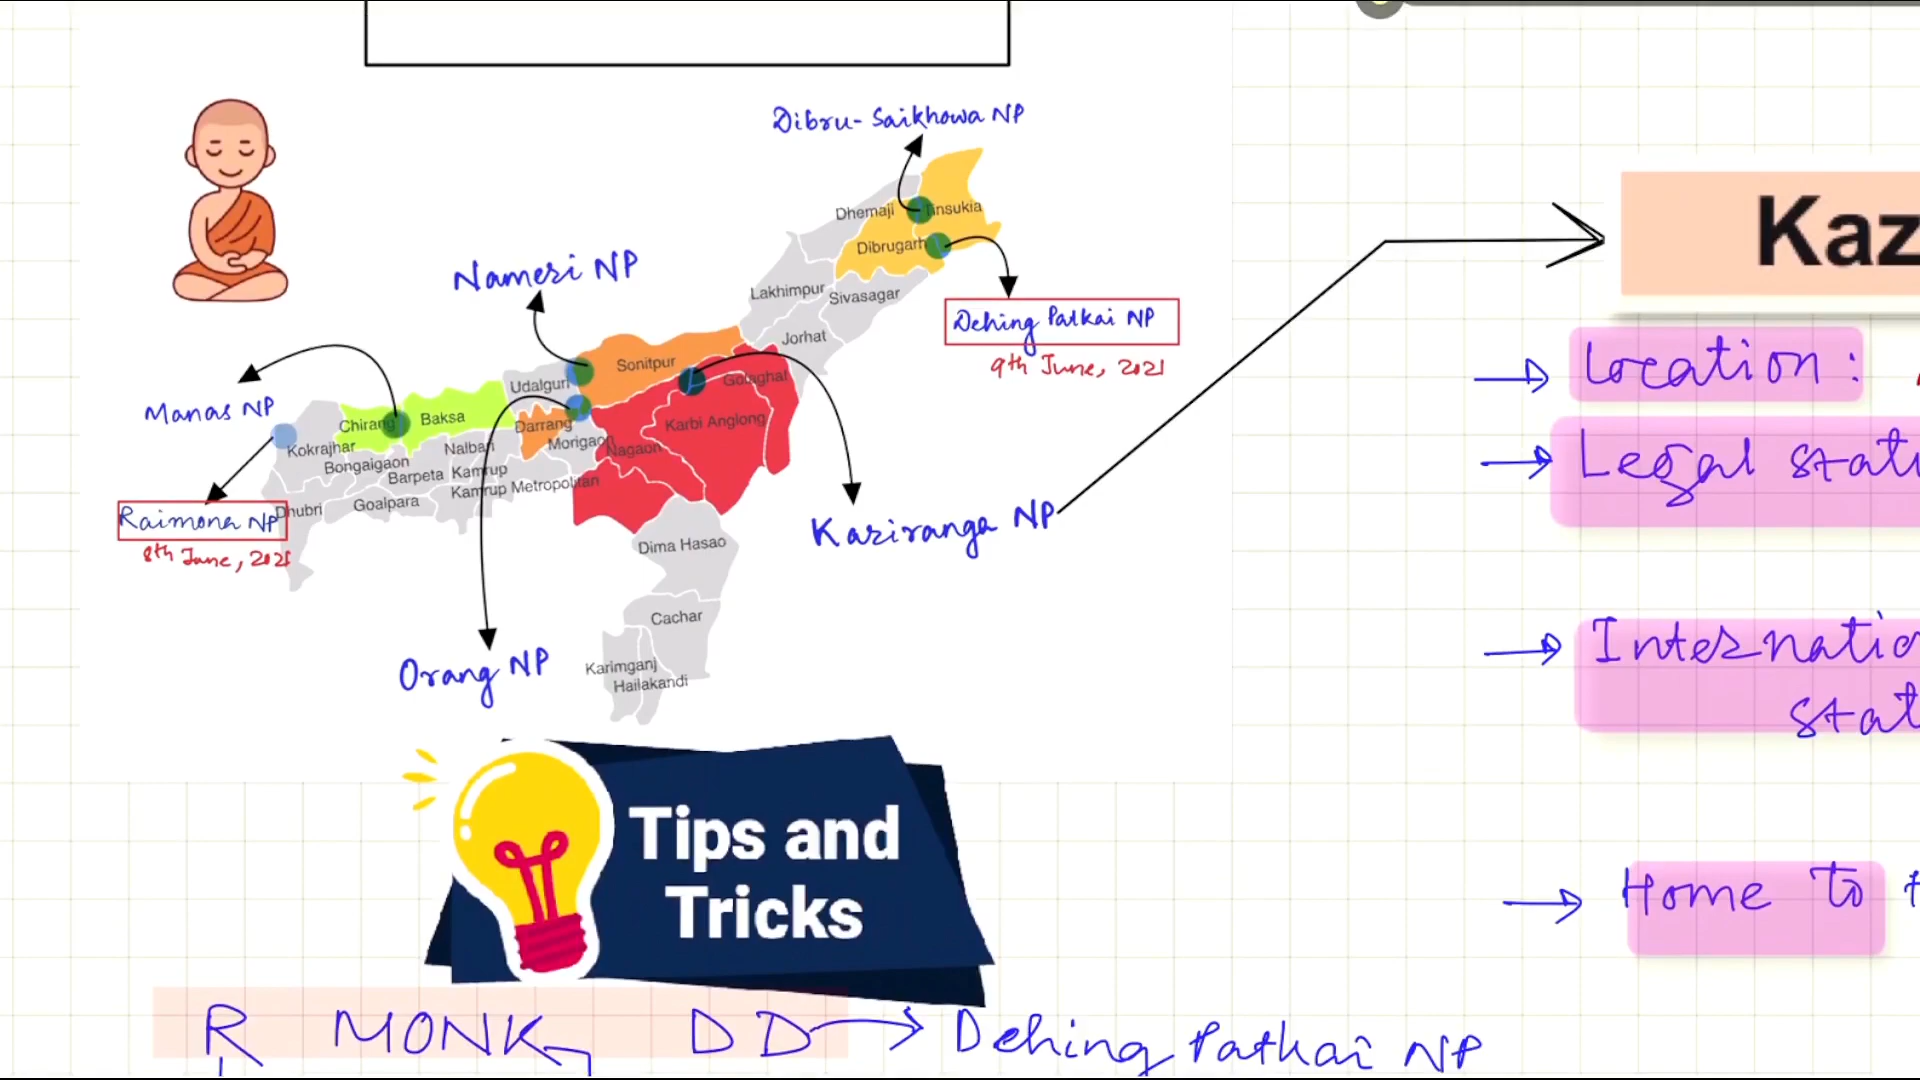 Dibru-Saikhowa NP
Dhemaji
Tinsukia
Dibrugarh
Nameri NP
Lakhimpur
Sivasagar
Dehing Patkai NP
Jorhat
9th June, 2021
Sonitpur
Golaghat
Udalguri
Manas NP
Chirang
Baksa
Darrang
Karbi Anglong
Kokrajhar
Nalbari
Morigaon
Nagaon
Bongaigaon
Barpeta
Kamrup
Kamrup Metropolitan
Goalpara
Dhubri
Raimona NP
8th June, 2021
Kaziranga NP
Dima Hasao
Cachar
Orang NP
Karimganj
Hailakandi
Tips and
Tricks
R MONK DD → Dehing Patkai NP
Kaz
Location:
Legal stat
Internatio
stat
Home to